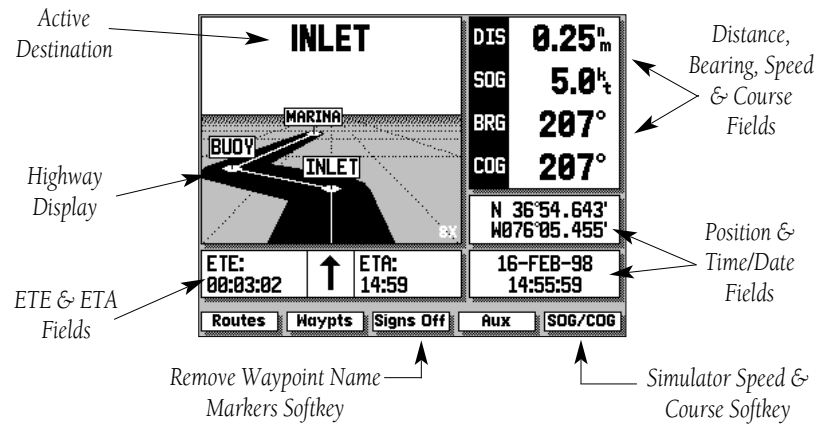 Active
Destination
INLET
DIS 0.25nm
SOG 5.0kt
BRG 207°
COG 207°
Distance,
Bearing, Speed
& Course
Fields
MARINA
BUOY
INLET
8X
Highway
Display
N 36°54.643'
W076°05.455'
Position &
Time/Date
Fields
ETE:
00:03:02
ETA:
14:59
16-FEB-98
14:55:59
ETE & ETA
Fields
Routes Waypts Signs Off Aux SOG/COG
Remove Waypoint Name
Markers Softkey
Simulator Speed &
Course Softkey